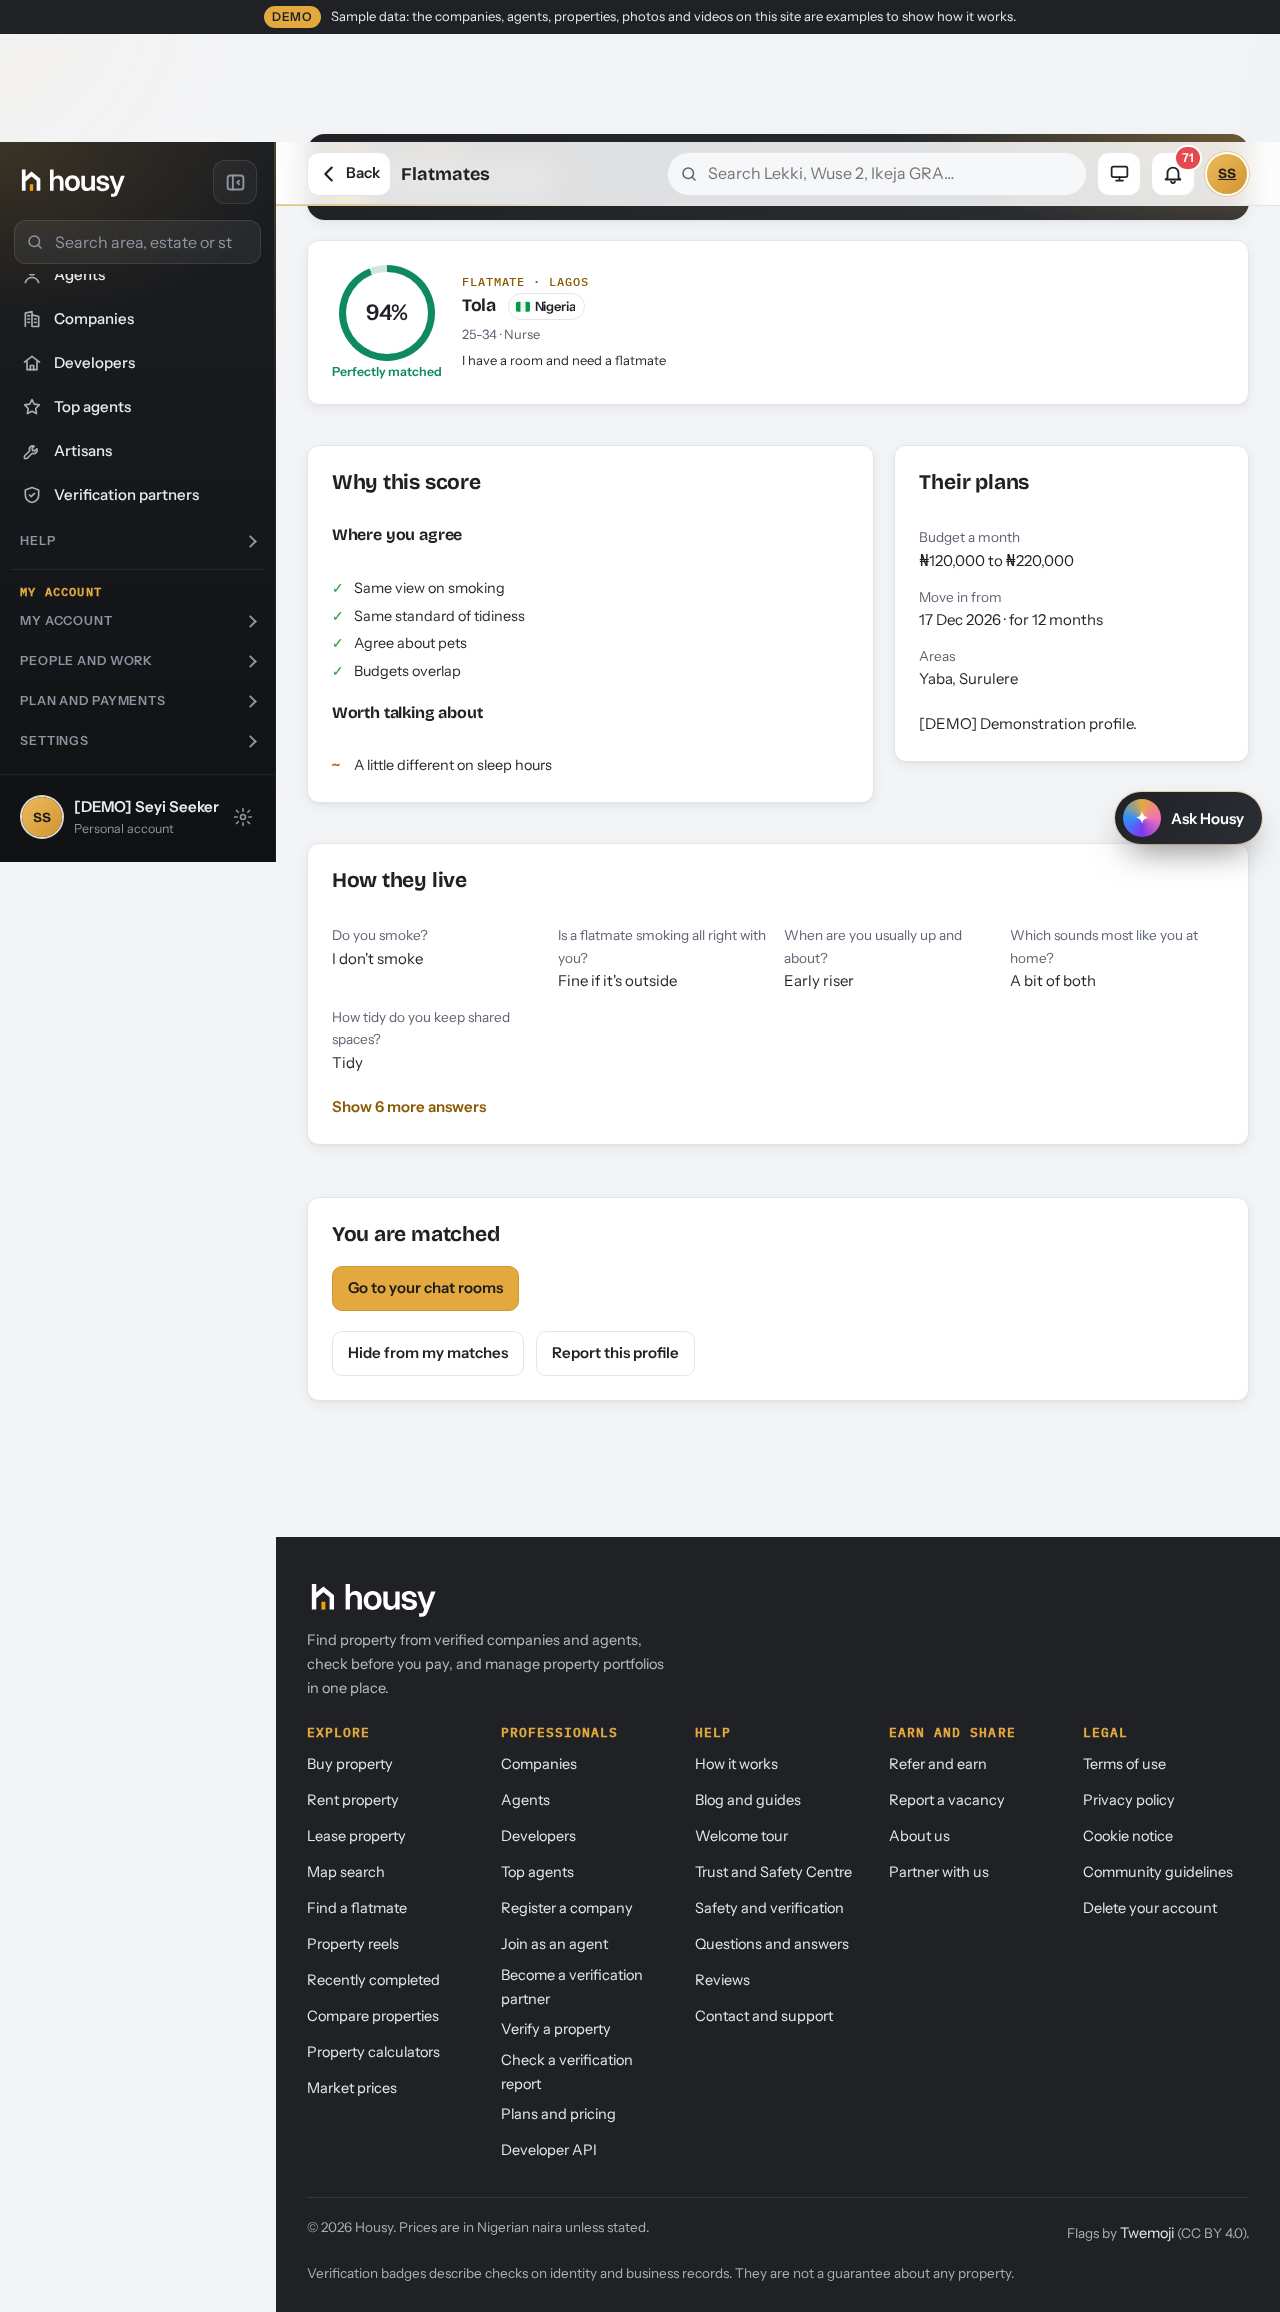 DEMO Sample data: the companies, agents, properties, photos and videos on this site are examples to show how it works.
housy
Search area, estate or st
Agents
Companies
Developers
Top agents
Artisans
Verification partners
HELP
MY ACCOUNT
MY ACCOUNT
PEOPLE AND WORK
PLAN AND PAYMENTS
SETTINGS
SS
[DEMO] Seyi Seeker
Personal account
Back
Flatmates
Search Lekki, Wuse 2, Ikeja GRA...
71
SS
94%
Perfectly matched
FLATMATE · LAGOS
Tola
Nigeria
25-34 · Nurse
I have a room and need a flatmate
Why this score
Where you agree
✓ Same view on smoking
✓ Same standard of tidiness
✓ Agree about pets
✓ Budgets overlap
Worth talking about
~ A little different on sleep hours
Their plans
Budget a month
₦120,000 to ₦220,000
Move in from
17 Dec 2026 · for 12 months
Areas
Yaba, Surulere
[DEMO] Demonstration profile.
Ask Housy
How they live
Do you smoke?
I don't smoke
Is a flatmate smoking all right with
you?
Fine if it's outside
When are you usually up and
about?
Early riser
Which sounds most like you at
home?
A bit of both
How tidy do you keep shared
spaces?
Tidy
Show 6 more answers
You are matched
Go to your chat rooms
Hide from my matches
Report this profile
housy
Find property from verified companies and agents,
check before you pay, and manage property portfolios
in one place.
EXPLORE
Buy property
Rent property
Lease property
Map search
Find a flatmate
Property reels
Recently completed
Compare properties
Property calculators
Market prices
PROFESSIONALS
Companies
Agents
Developers
Top agents
Register a company
Join as an agent
Become a verification
partner
Verify a property
Check a verification
report
Plans and pricing
Developer API
HELP
How it works
Blog and guides
Welcome tour
Trust and Safety Centre
Safety and verification
Questions and answers
Reviews
Contact and support
EARN AND SHARE
Refer and earn
Report a vacancy
About us
Partner with us
LEGAL
Terms of use
Privacy policy
Cookie notice
Community guidelines
Delete your account
© 2026 Housy. Prices are in Nigerian naira unless stated.
Flags by Twemoji (CC BY 4.0).
Verification badges describe checks on identity and business records. They are not a guarantee about any property.